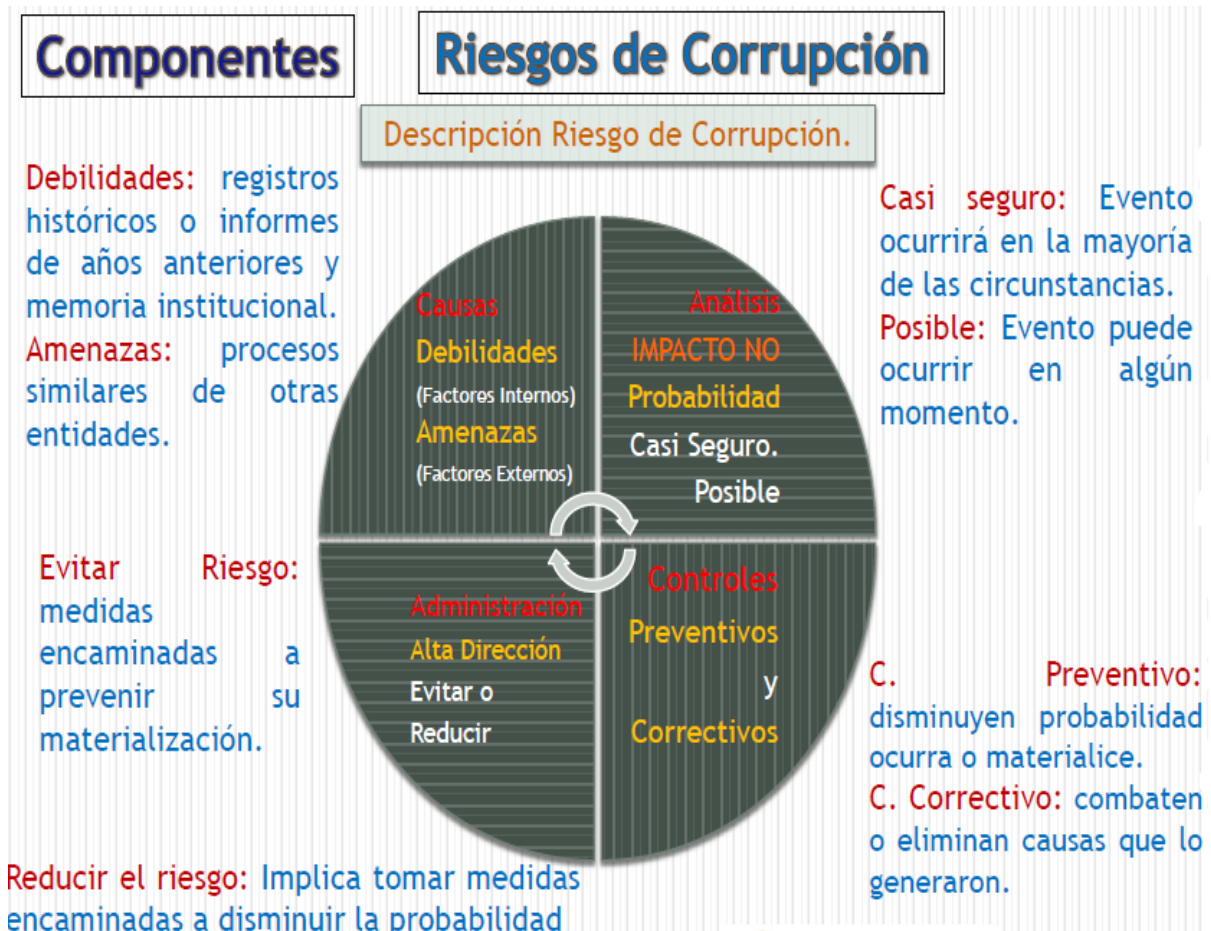 Componentes
Riesgos de Corrupción
Descripción Riesgo de Corrupción.
Debilidades: registros
históricos o informes
de años anteriores y
memoria institucional.
Amenazas: procesos
similares de otras
entidades.
Causas
Debilidades
(Factores Internos)
Amenazas
(Factores Externos)
Análisis
IMPACTO NO
Probabilidad
Casi Seguro.
Posible
Casi seguro: Evento
ocurrirá en la mayoría
de las circunstancias.
Posible: Evento puede
ocurrir en algún
momento.
Evitar Riesgo:
medidas
encaminadas a
prevenir su
materialización.
Administración
Alta Dirección
Evitar o
Reducir
Controles
Preventivos
y
Correctivos
C. Preventivo:
disminuyen probabilidad
ocurra o materialice.
C. Correctivo: combaten
o eliminan causas que lo
generaron.
Reducir el riesgo: Implica tomar medidas
encaminadas a disminuir la probabilidad